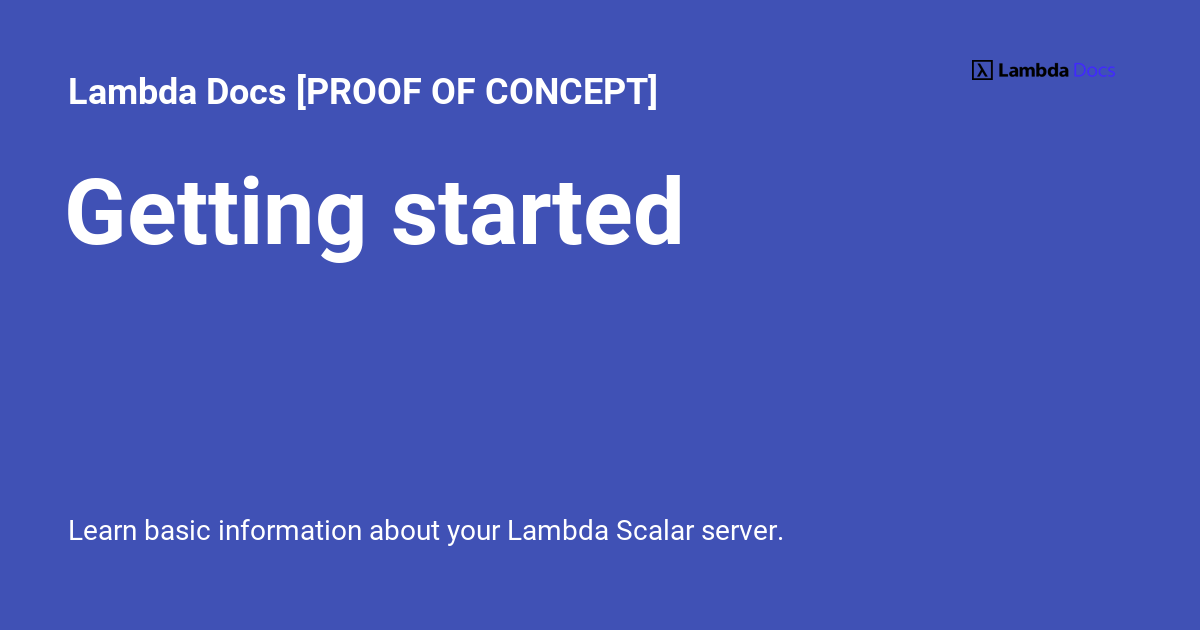 Lambda Docs [PROOF OF CONCEPT]
λ Lambda Docs
Getting started
Learn basic information about your Lambda Scalar server.